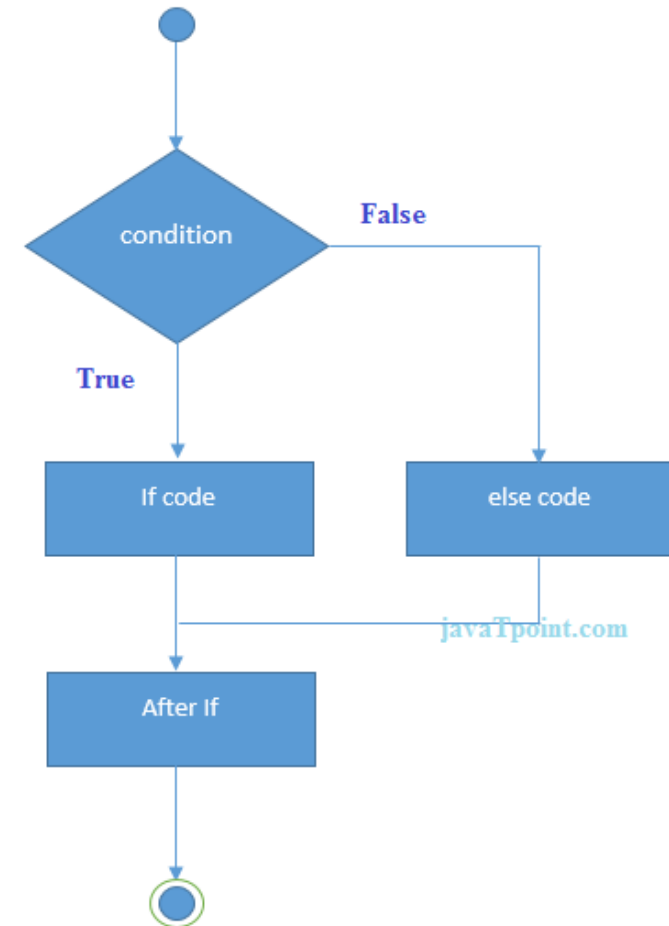 condition
False
True
If code
else code
javaTpoint.com
After If